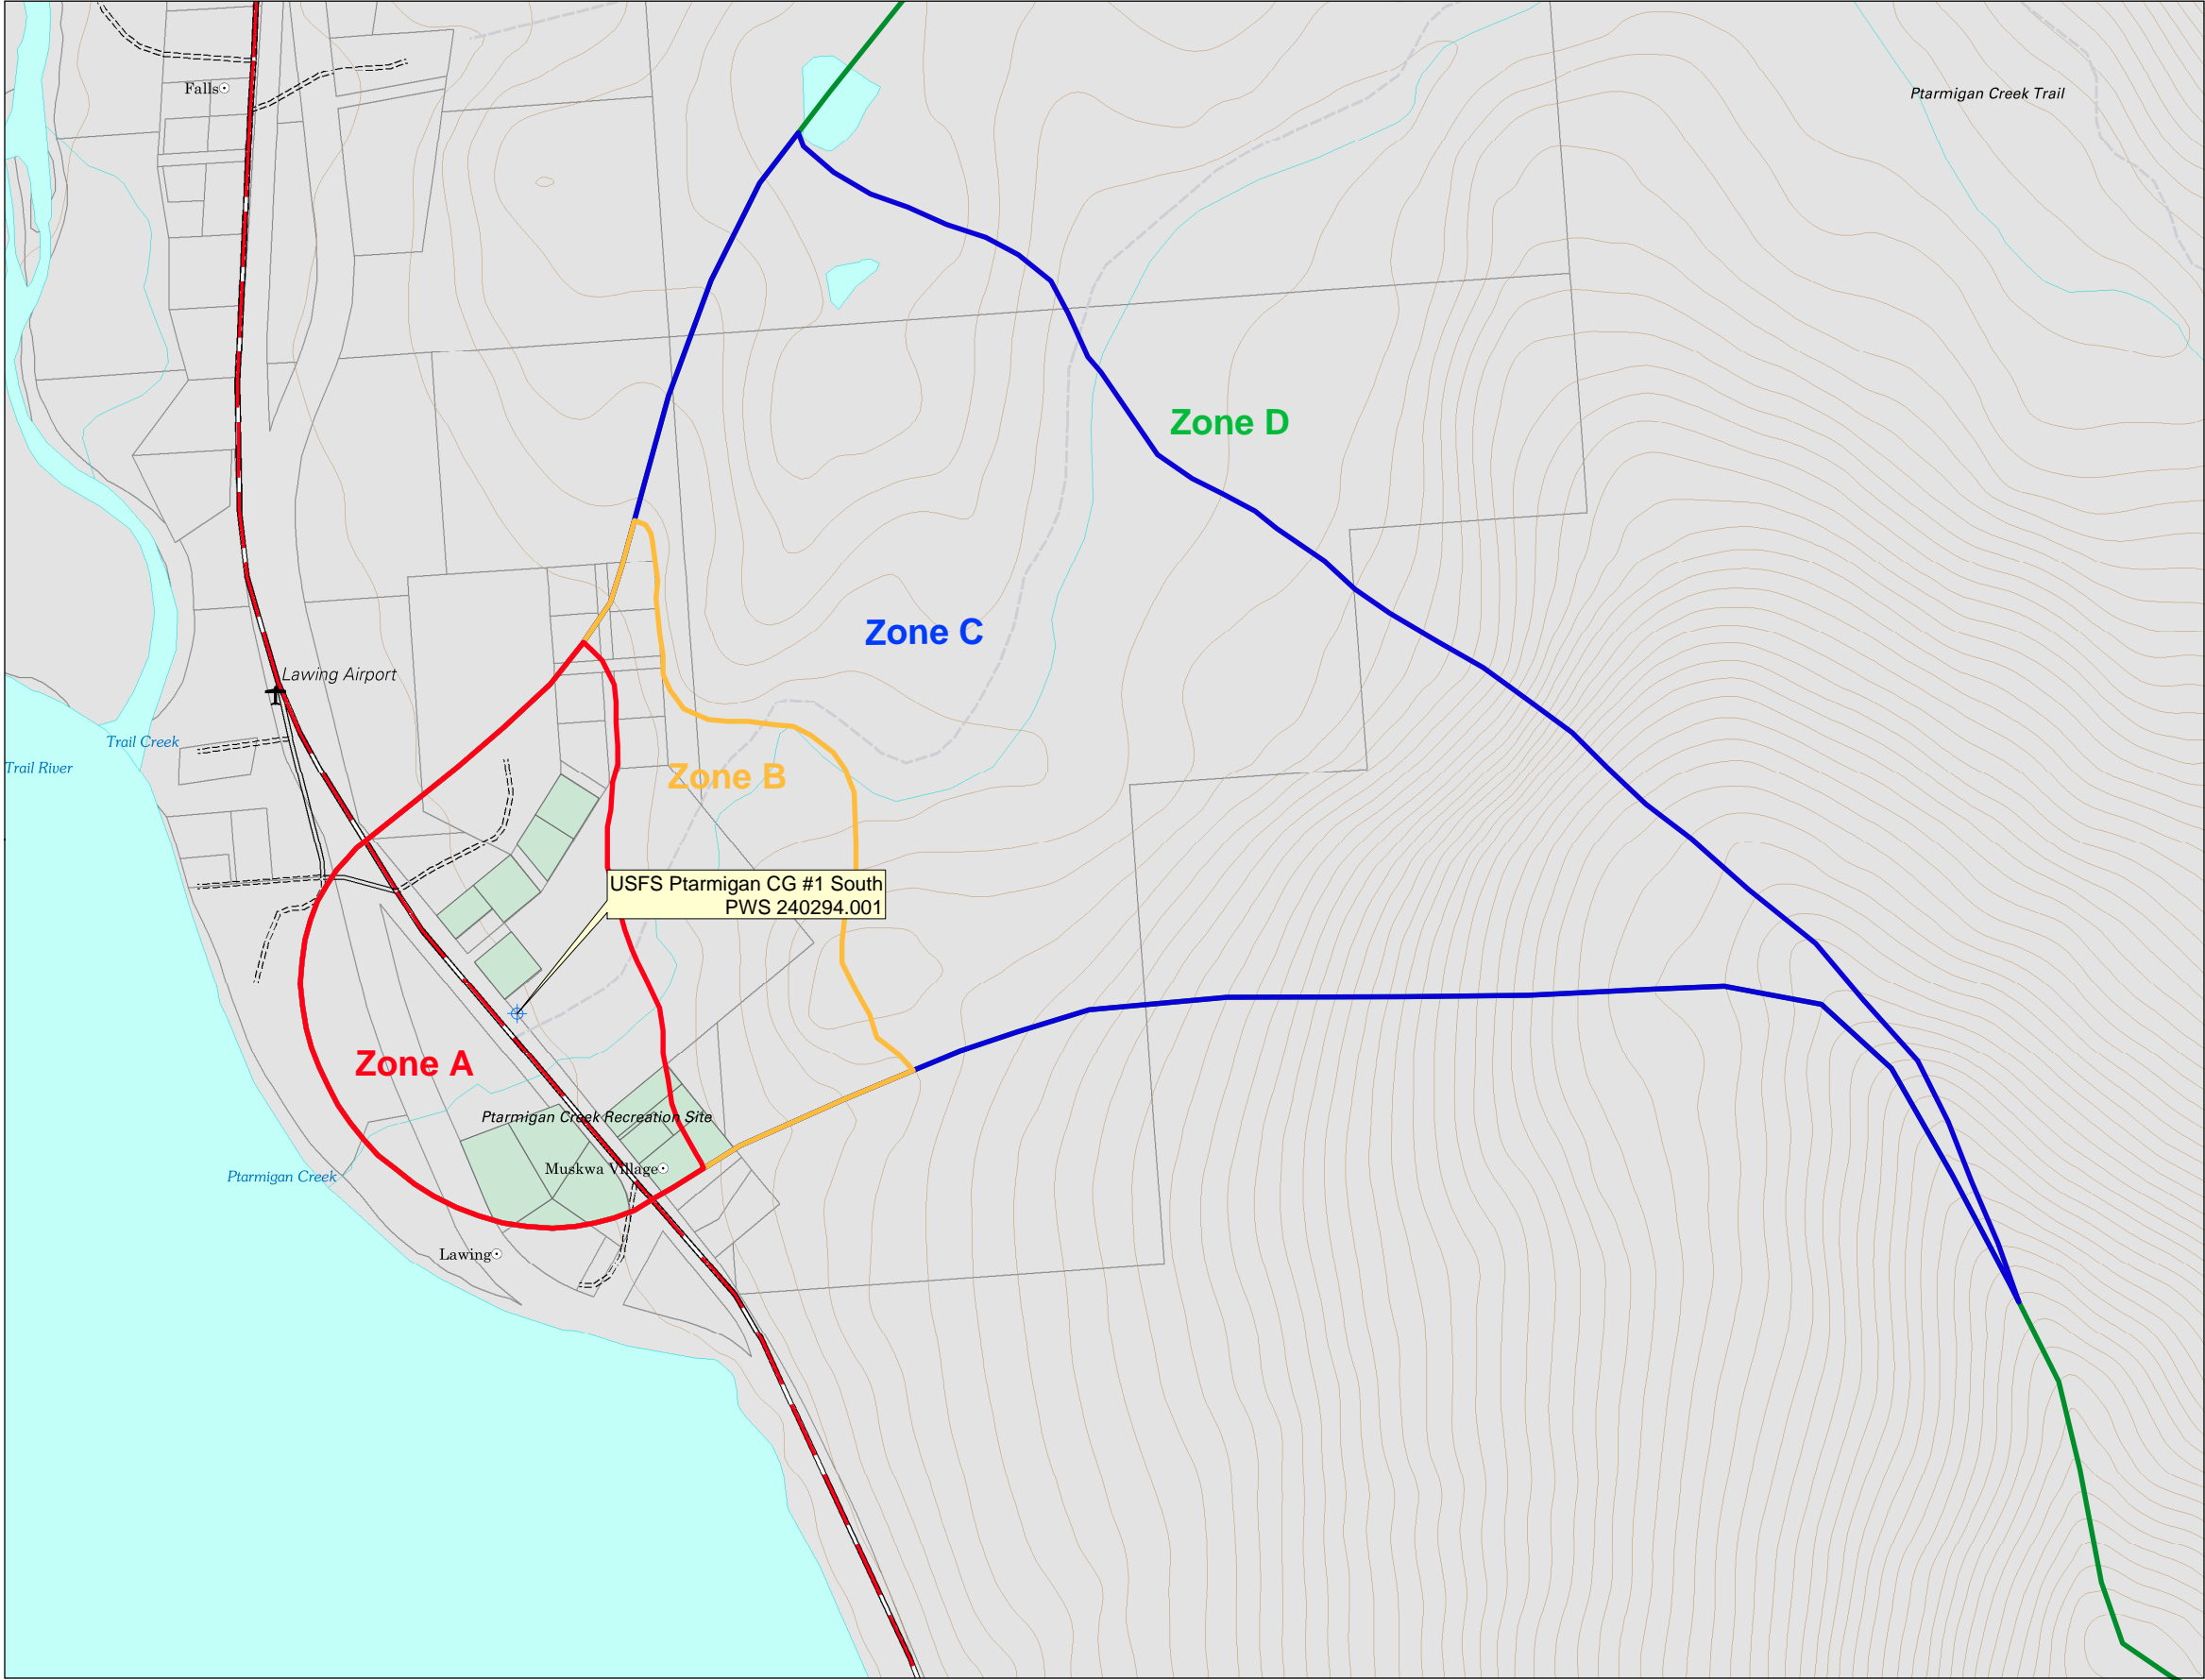 Falls
Ptarmigan Creek Trail
Zone D
Zone C
Lawing Airport
Trail Creek
Trail River
Zone B
USFS Ptarmigan CG #1 South
PWS 240294.001
Zone A
Ptarmigan Creek Recreation Site
Muskwa Village
Ptarmigan Creek
Lawing